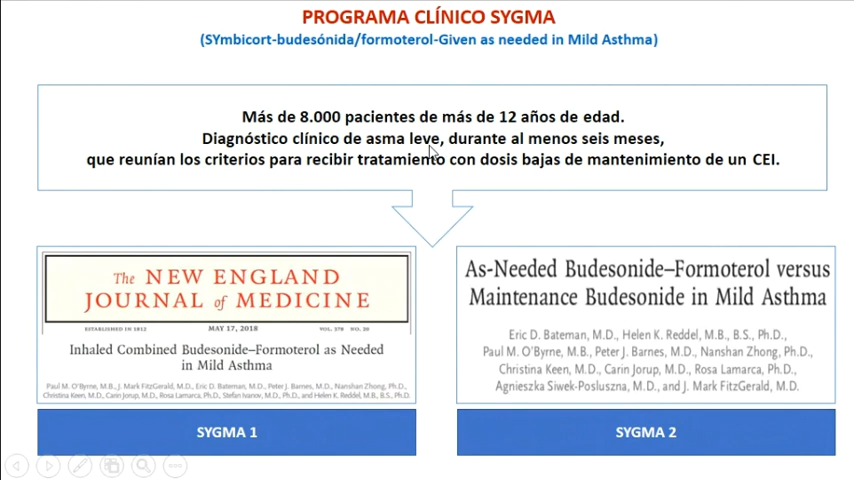 PROGRAMA CLÍNICO SYGMA
(SYmbicort-budesónida/formoterol-Given as needed in Mild Asthma)
Más de 8.000 pacientes de más de 12 años de edad.
Diagnóstico clínico de asma leve, durante al menos seis meses,
que reunían los criterios para recibir tratamiento con dosis bajas de mantenimiento de un CEI.
The NEW ENGLAND
JOURNAL of MEDICINE
ESTABLISHED IN 1812 MAY 17, 2018 VOL. 378 NO. 20
Inhaled Combined Budesonide–Formoterol as Needed
in Mild Asthma
Paul M. O'Byrne, M.B., J. Mark FitzGerald, M.D., Eric D. Bateman, M.D., Peter J. Barnes, M.D., Nanshan Zhong, Ph.D.,
Christina Keen, M.D., Carin Jorup, M.D., Rosa Lamarca, Ph.D., Stefan Ivanov, M.D., Ph.D., and Helen K. Reddel, M.B., B.S., Ph.D.
SYGMA 1
As-Needed Budesonide–Formoterol versus
Maintenance Budesonide in Mild Asthma
Eric D. Bateman, M.D., Helen K. Reddel, M.B., B.S., Ph.D.,
Paul M. O'Byrne, M.B., Peter J. Barnes, M.D., Nanshan Zhong, Ph.D.,
Christina Keen, M.D., Carin Jorup, M.D., Rosa Lamarca, Ph.D.,
Agnieszka Siwek-Posluszna, M.D., and J. Mark FitzGerald, M.D.
SYGMA 2